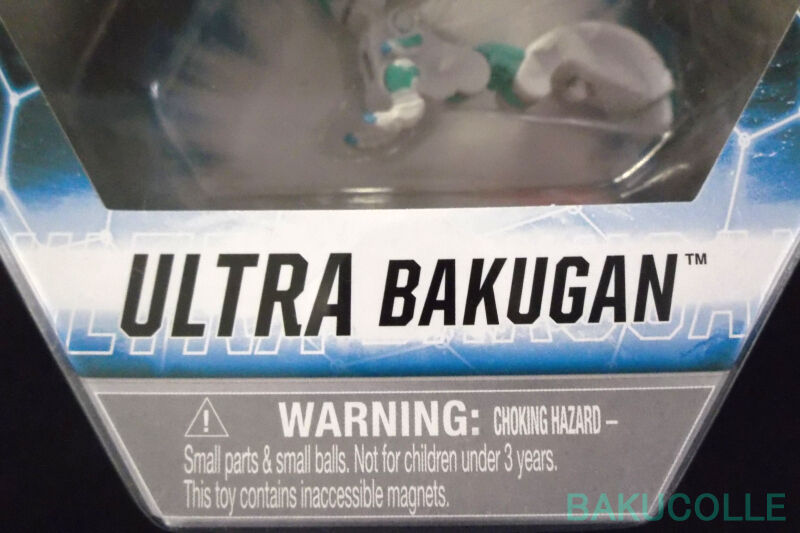 ULTRA BAKUGAN™
WARNING: CHOKING HAZARD –
Small parts & small balls. Not for children under 3 years.
This toy contains inaccessible magnets.
BAKUCOLLE